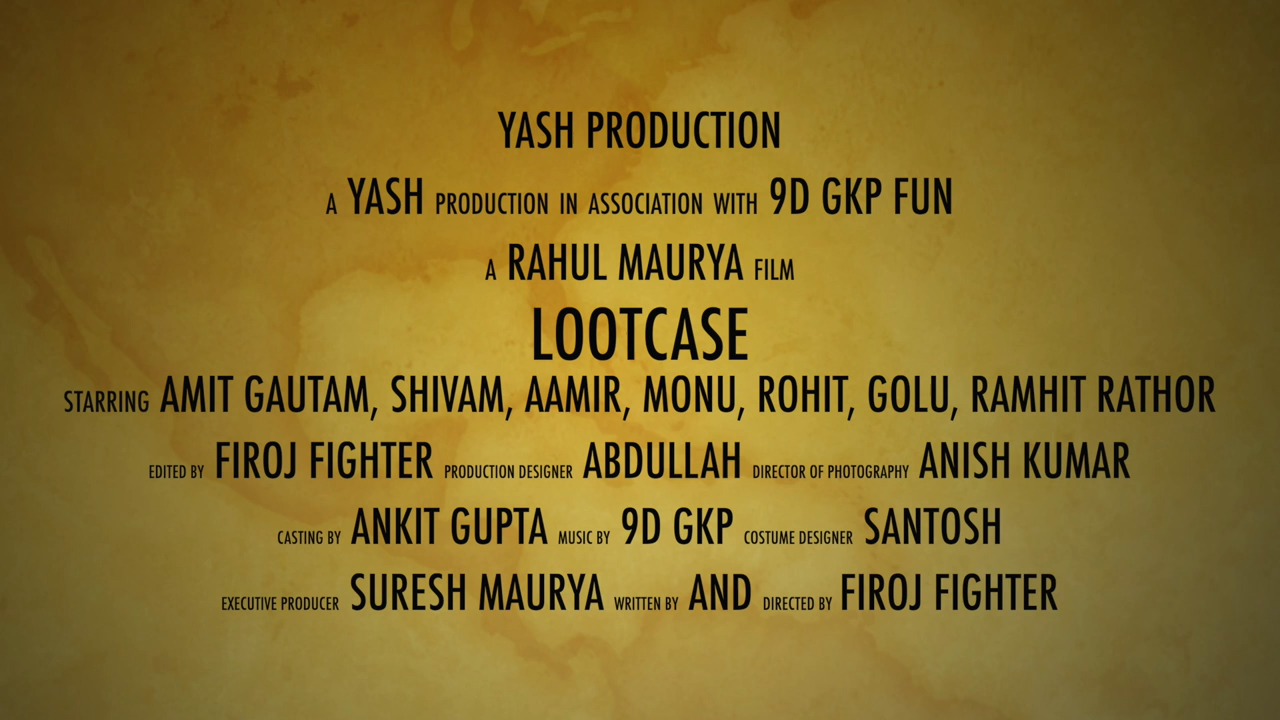 YASH PRODUCTION
A YASH PRODUCTION IN ASSOCIATION WITH 9D GKP FUN
A RAHUL MAURYA FILM
LOOTCASE
STARRING AMIT GAUTAM, SHIVAM, AAMIR, MONU, ROHIT, GOLU, RAMHIT RATHOR
EDITED BY FIROJ FIGHTER PRODUCTION DESIGNER ABDULLAH DIRECTOR OF PHOTOGRAPHY ANISH KUMAR
CASTING BY ANKIT GUPTA MUSIC BY 9D GKP COSTUME DESIGNER SANTOSH
EXECUTIVE PRODUCER SURESH MAURYA WRITTEN BY AND DIRECTED BY FIROJ FIGHTER